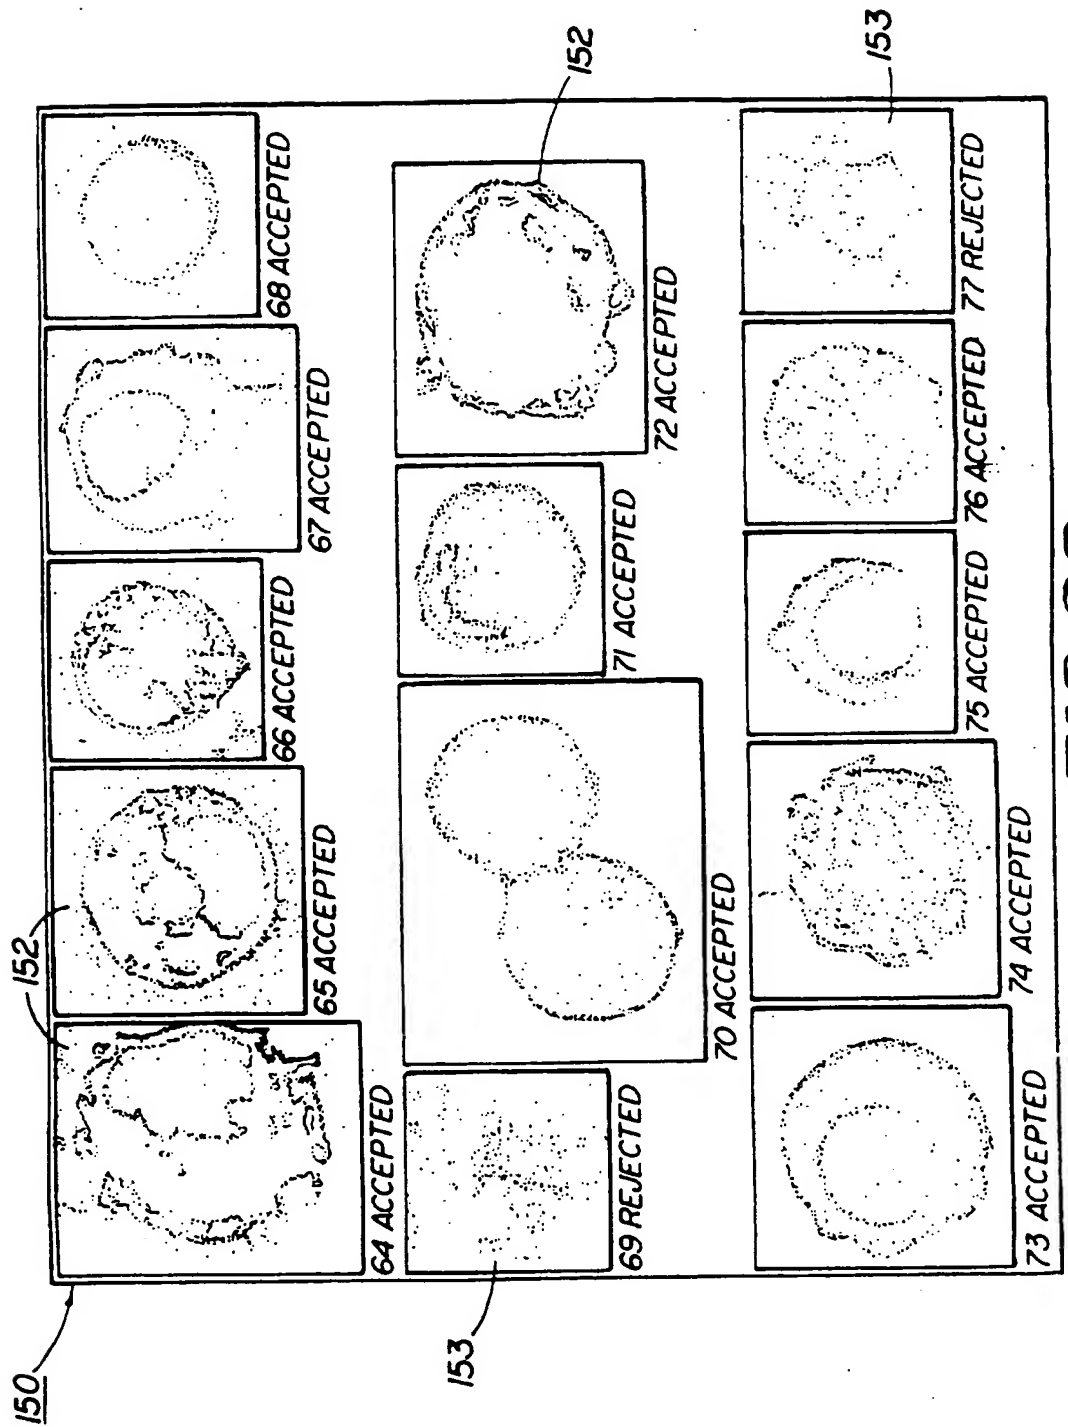 150
152
64 ACCEPTED
65 ACCEPTED
66 ACCEPTED
67 ACCEPTED
68 ACCEPTED
153
69 REJECTED
70 ACCEPTED
71 ACCEPTED
72 ACCEPTED
152
73 ACCEPTED
74 ACCEPTED
75 ACCEPTED
76 ACCEPTED
77 REJECTED
153